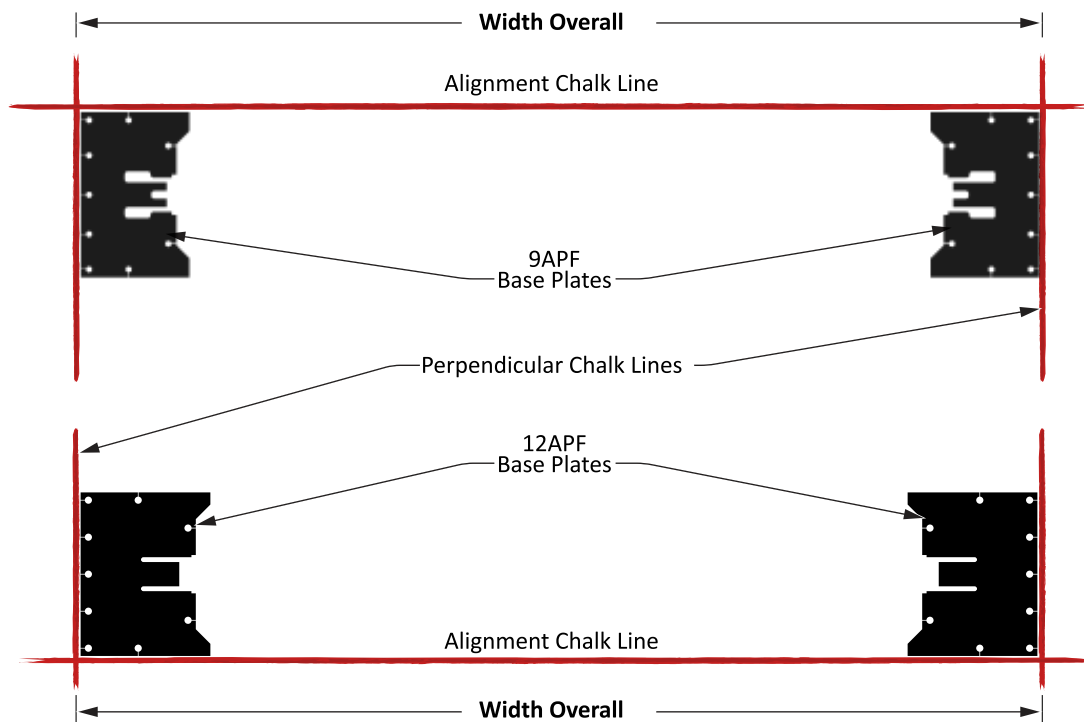 Width Overall
Alignment Chalk Line
9APF
Base Plates
Perpendicular Chalk Lines
12APF
Base Plates
Alignment Chalk Line
Width Overall